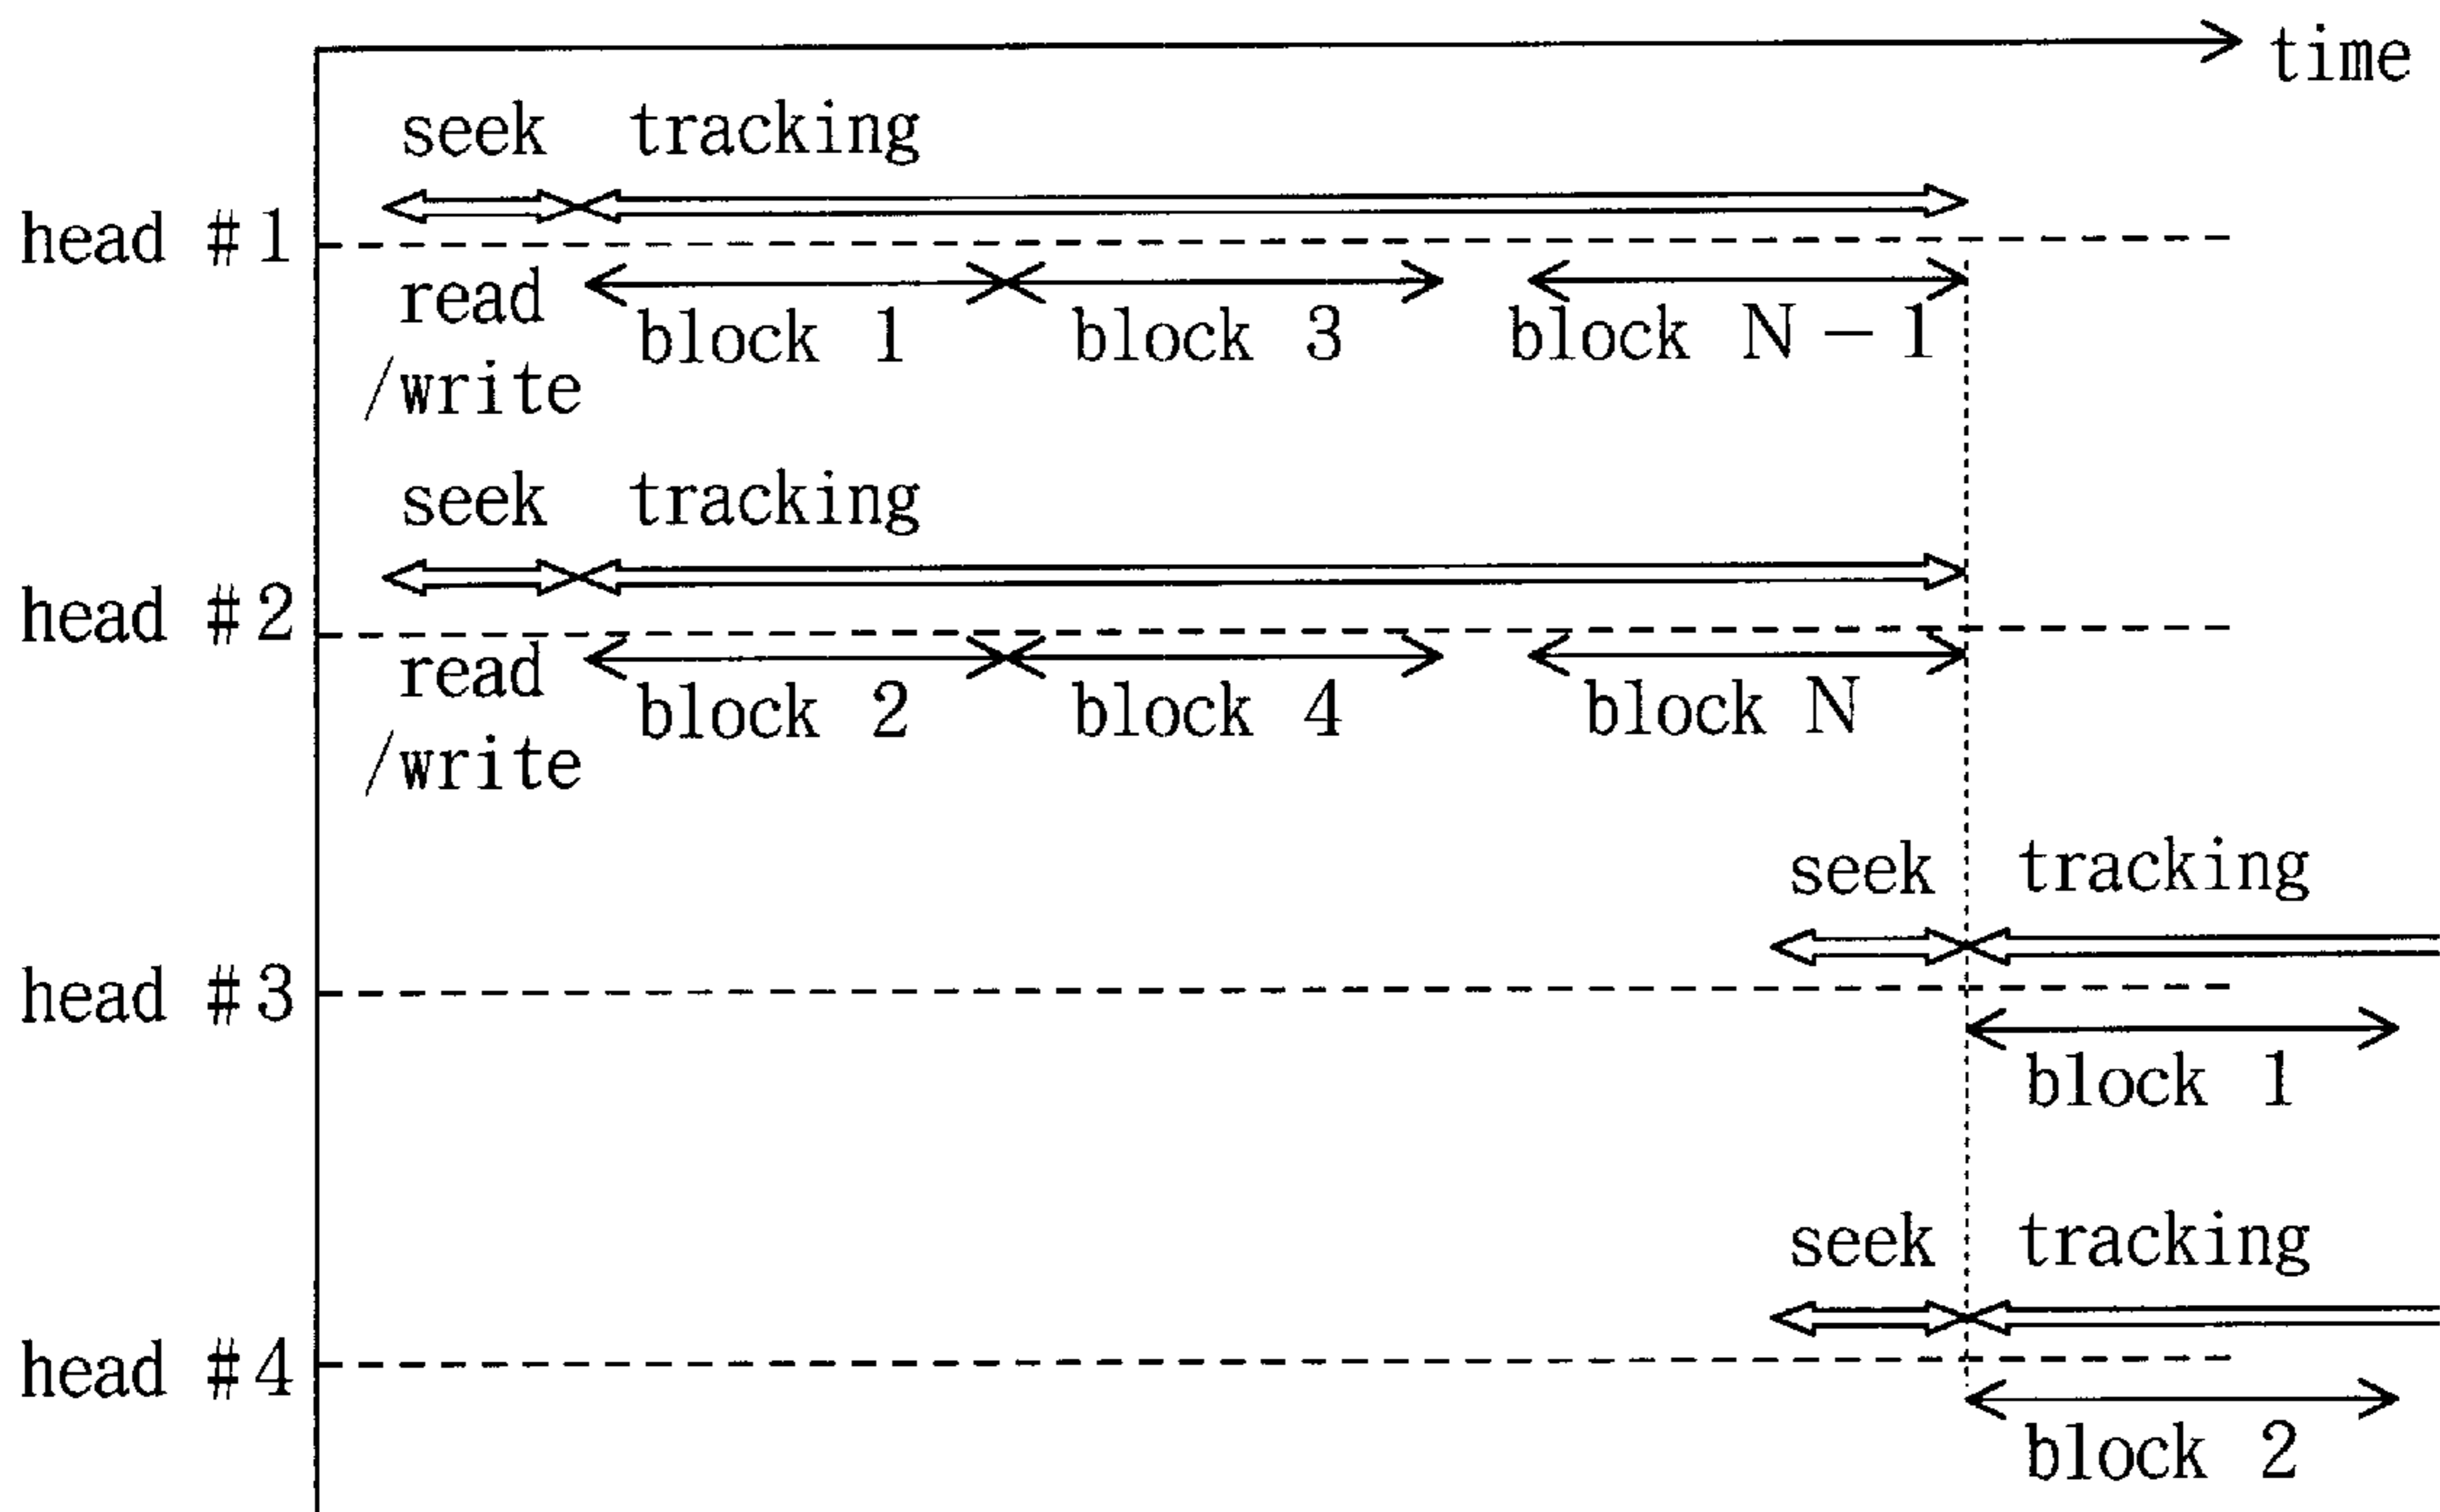 time
seek tracking
head #1
read
/write
block 1 block 3 block N-1
seek tracking
head #2
read
/write
block 2 block 4 block N
seek tracking
head #3
block 1
seek tracking
head #4
block 2